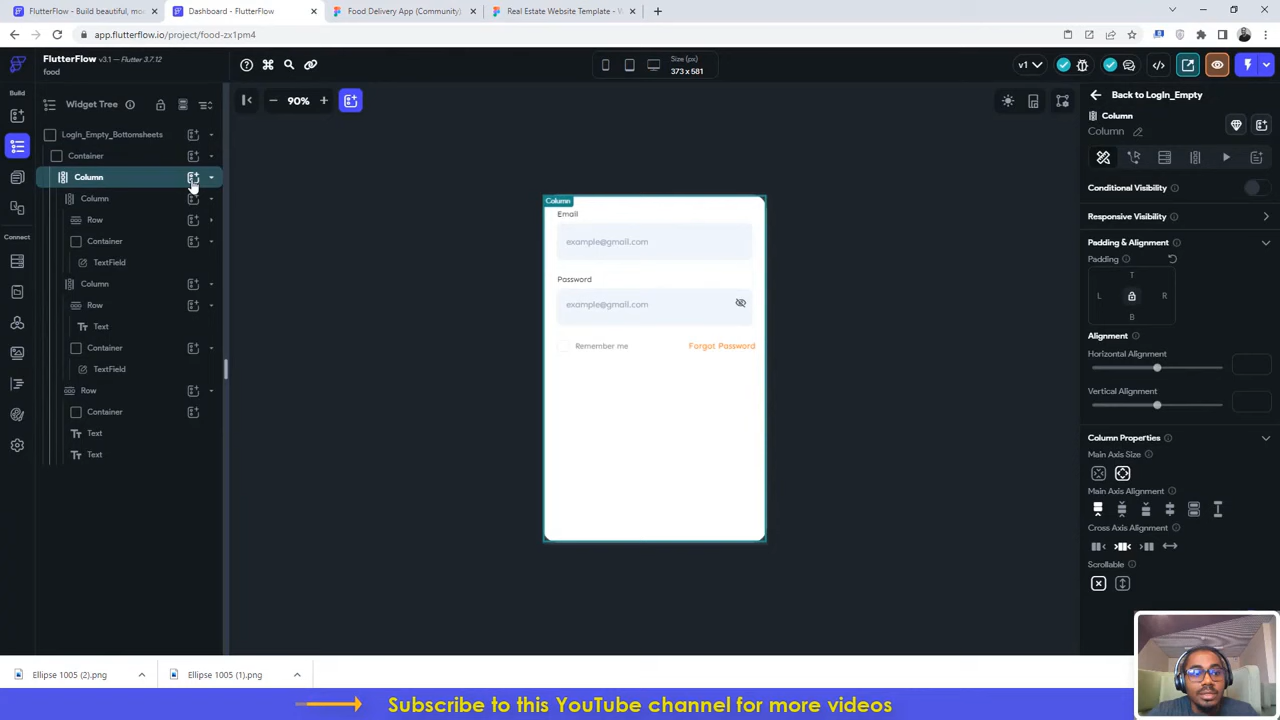 FlutterFlow - Build beautiful, mo
Dashboard - FlutterFlow
Food Delivery App (Community)
Real Estate Website Template - W
app.flutterflow.io/project/food-zx1pm4
FlutterFlow v3.1 – Flutter 3.7.12
food
Size (px)
373 x 581
v1
Build
Widget Tree
90%
Back to LogIn_Empty
LogIn_Empty_Bottomsheets
Container
Column
Column
Row
Container
TextField
Column
Row
Text
Container
TextField
Row
Container
Text
Text
Connect
Column
Email
example@gmail.com
Password
example@gmail.com
Remember me
Forgot Password
Column
Column
Conditional Visibility
Responsive Visibility
Padding & Alignment
Padding
T
L
R
B
Alignment
Horizontal Alignment
Vertical Alignment
Column Properties
Main Axis Size
Main Axis Alignment
Cross Axis Alignment
Scrollable
Ellipse 1005 (2).png
Ellipse 1005 (1).png
Subscribe to this YouTube channel for more videos